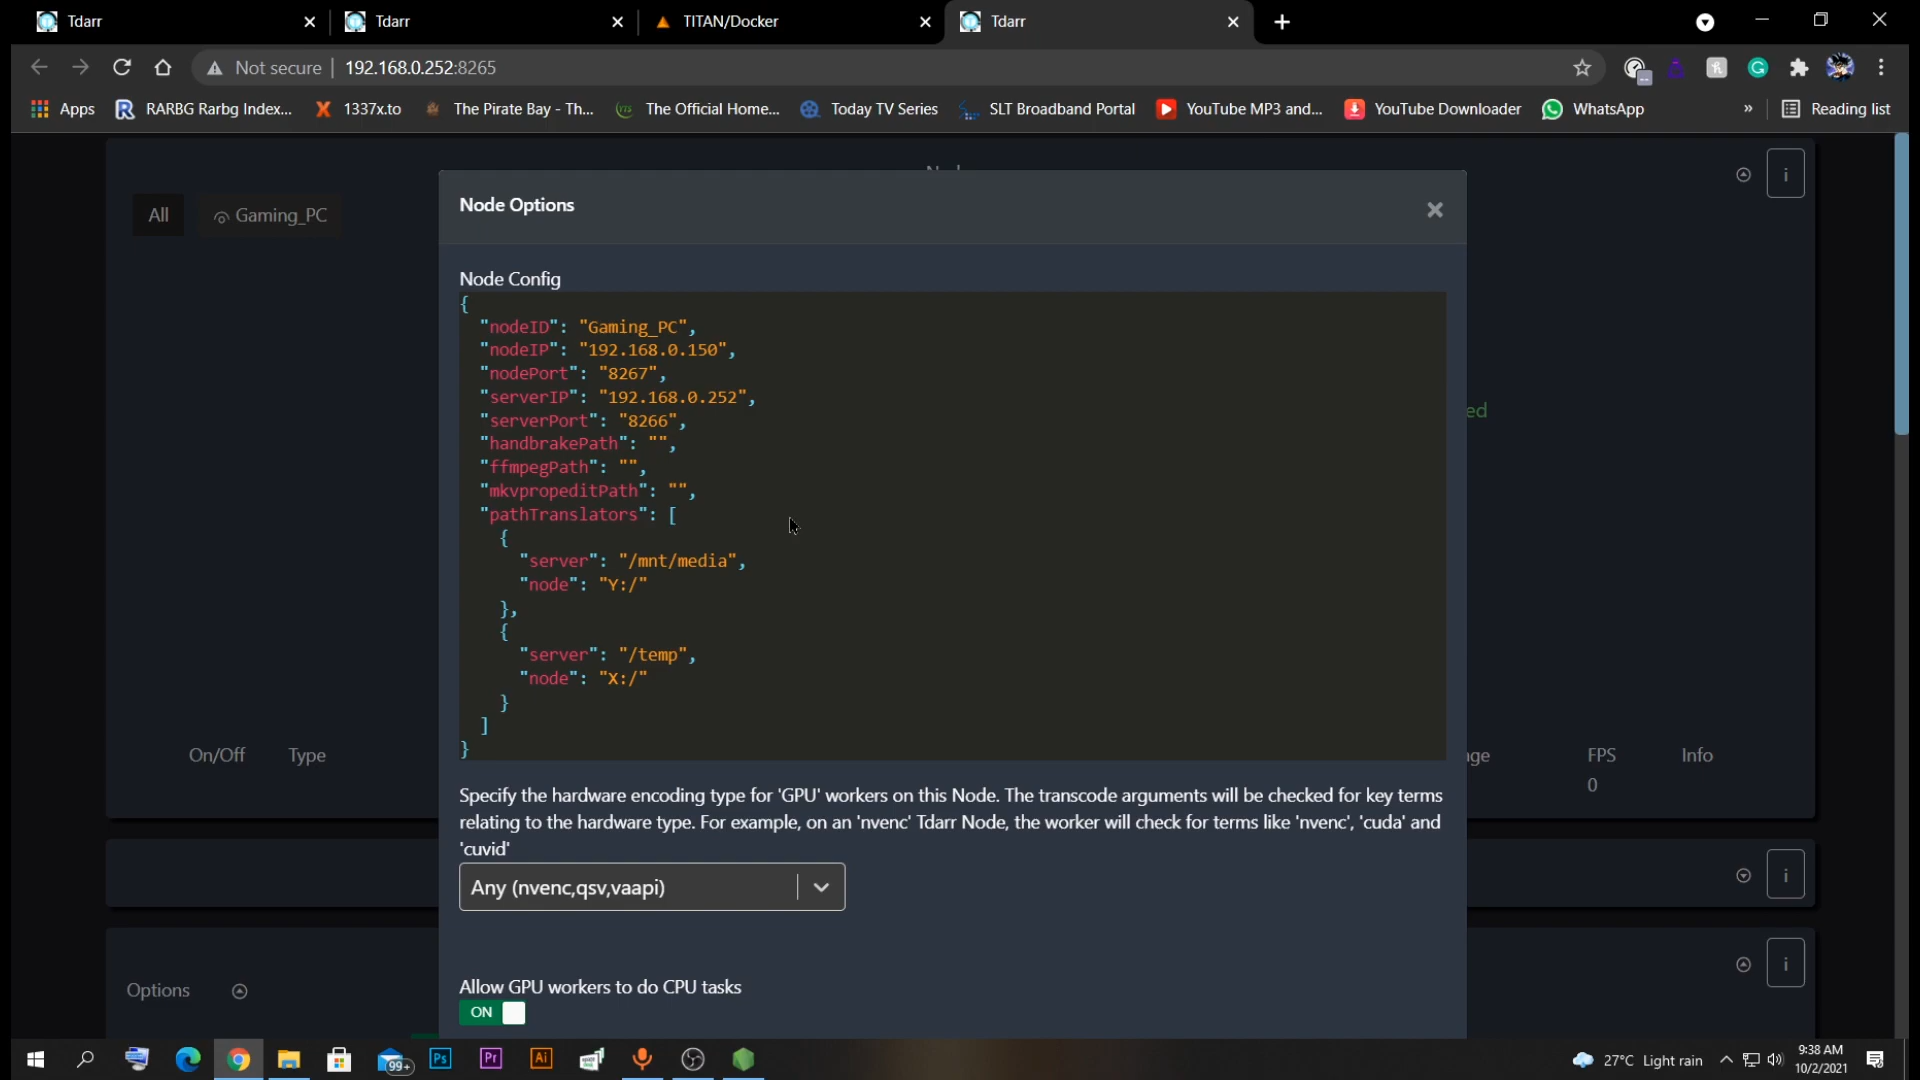 Tdarr
Tdarr
TITAN/Docker
Tdarr
Not secure
192.168.0.252:8265
Apps
RARBG Rarbg Index...
1337x.to
The Pirate Bay - Th...
The Official Home...
Today TV Series
SLT Broadband Portal
YouTube MP3 and...
YouTube Downloader
WhatsApp
»
Reading list
i
Node Options
All
Gaming_PC
Node Config
{
"nodeID": "Gaming_PC",
"nodeIP": "192.168.0.150",
"nodePort": "8267",
"serverIP": "192.168.0.252",
"serverPort": "8266",
"handbrakePath": "",
"ffmpegPath": "",
"mkvpropeditPath": "",
"pathTranslators": [
{
"server": "/mnt/media",
"node": "Y:/"
},
{
"server": "/temp",
"node": "X:/"
}
]
}
ed
On/Off Type
ge
FPS
Info
0
Specify the hardware encoding type for 'GPU' workers on this Node. The transcode arguments will be checked for key terms
relating to the hardware type. For example, on an 'nvenc' Tdarr Node, the worker will check for terms like 'nvenc', 'cuda' and
'cuvid'
Any (nvenc,qsv,vaapi)
i
Options
i
Allow GPU workers to do CPU tasks
ON
99+
Ps
Pr
Ai
27°C Light rain
9:38 AM
10/2/2021